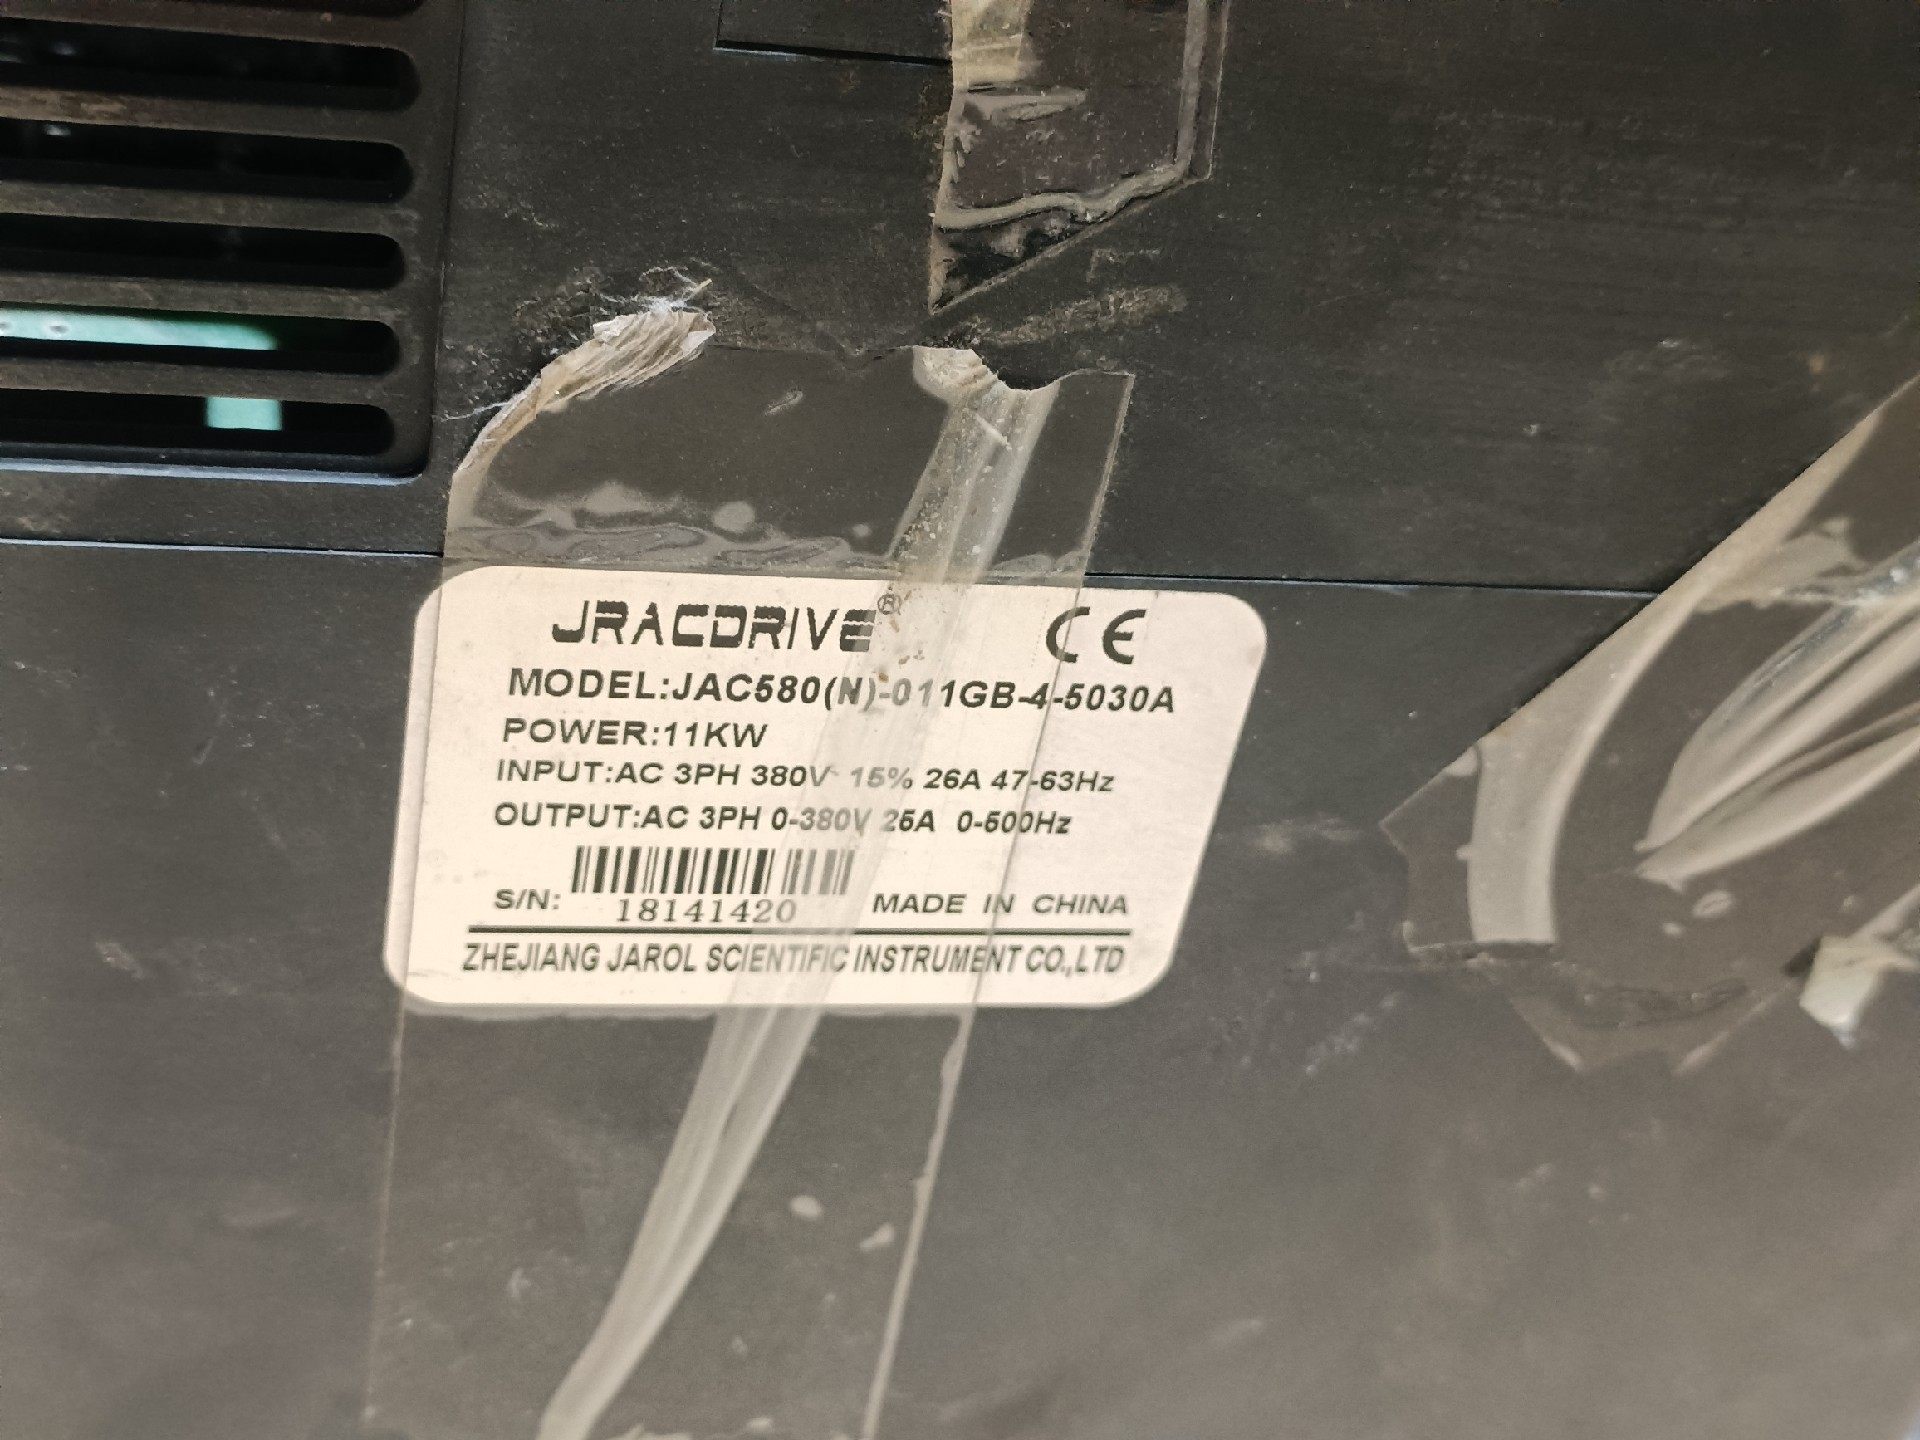 JRACDRIVE®
CE
MODEL:JAC580(N)-011GB-4-5030A
POWER:11KW
INPUT:AC 3PH 380V 15% 26A 47-63Hz
OUTPUT:AC 3PH 0-380V 25A 0-500Hz
S/N: 18141420 MADE IN CHINA
ZHEJIANG JAROL SCIENTIFIC INSTRUMENT CO.,LTD